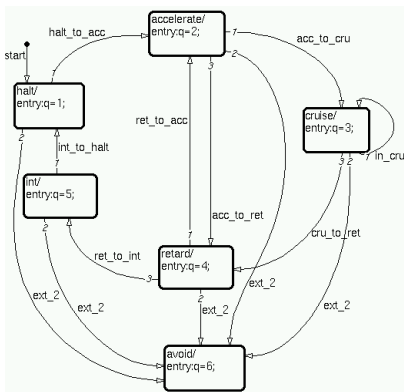 accelerate/
entry:q=2;
halt_to_acc
1
2
3
acc_to_cru
start
1
halt/
entry:q=1;
2
cruise/
entry:q=3;
3
2
1
in_cru
ret_to_acc
int_to_halt
1
int/
entry:q=5;
2
acc_to_ret
cru_to_ret
1
retard/
entry:q=4;
ret_to_int
3
2
ext_2
ext_2
ext_2
ext_2
ext_2
avoid/
entry:q=6;